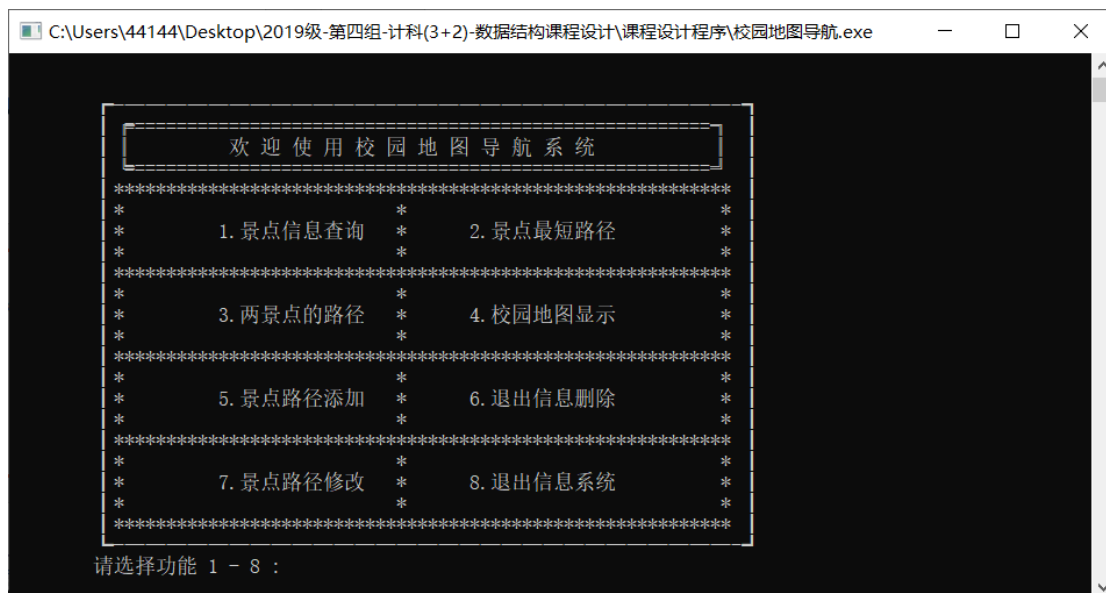 C:\Users\44144\Desktop\2019级-第四组-计科(3+2)-数据结构课程设计\课程设计程序\校园地图导航.exe
欢 迎 使 用 校 园 地 图 导 航 系 统
1.景点信息查询 2.景点最短路径
3.两景点的路径 4.校园地图显示
5.景点路径添加 6.退出信息删除
7.景点路径修改 8.退出信息系统
请选择功能 1 - 8 :